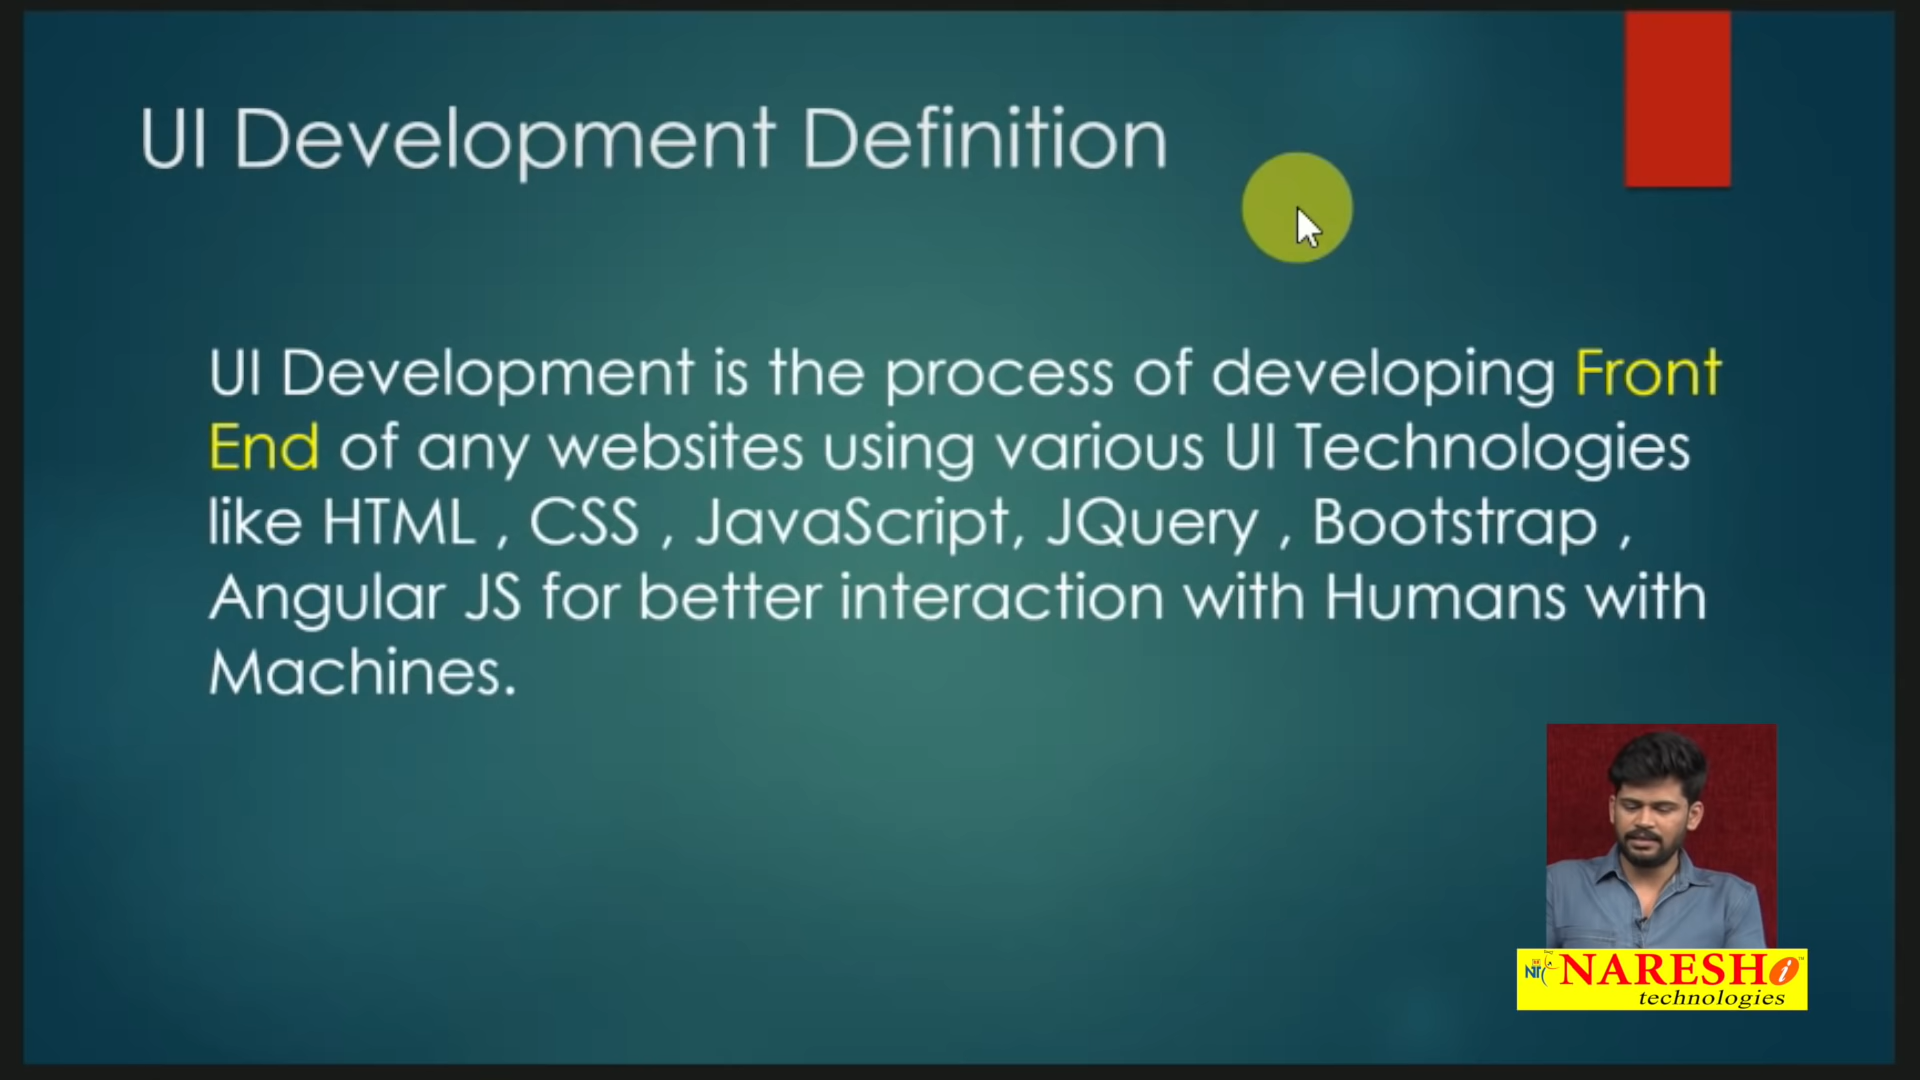 UI Development Definition
UI Development is the process of developing Front
End of any websites using various UI Technologies
like HTML , CSS , JavaScript, JQuery , Bootstrap ,
Angular JS for better interaction with Humans with
Machines.
NARESH i
technologies